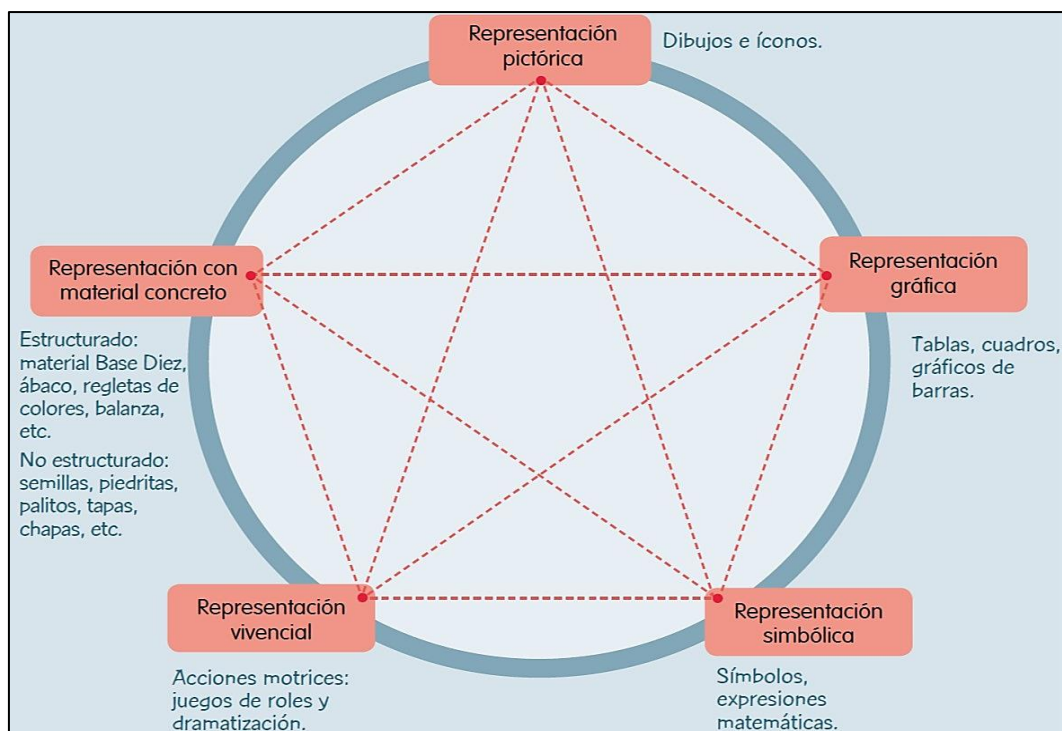 Representación
pictórica
Dibujos e íconos.
Representación con
material concreto
Estructurado:
material Base Diez,
ábaco, regletas de
colores, balanza,
etc.
No estructurado:
semillas, piedritas,
palitos, tapas,
chapas, etc.
Representación
gráfica
Tablas, cuadros,
gráficos de
barras.
Representación
vivencial
Acciones motrices:
juegos de roles y
dramatización.
Representación
simbólica
Símbolos,
expresiones
matemáticas.